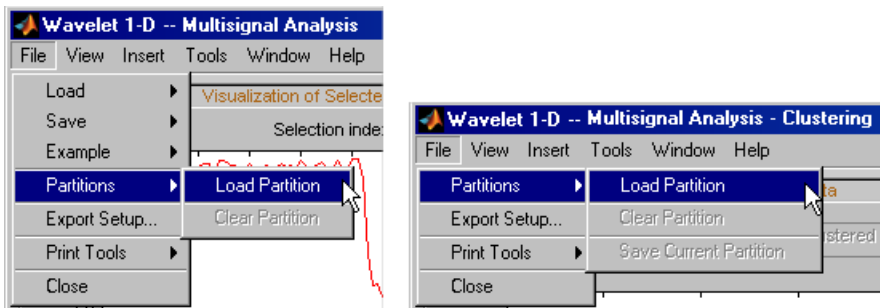 Wavelet 1-D -- Multisignal Analysis
File View Insert Tools Window Help
Load
Save
Example
Partitions
Export Setup...
Print Tools
Close
Load Partition
Clear Partition
Visualization of
Selection
Wavelet 1-D -- Multisignal Analysis - Clustering
File View Insert Tools Window Help
Partitions
Export Setup...
Print Tools
Close
Load Partition
Clear Partition
Save Current Partition